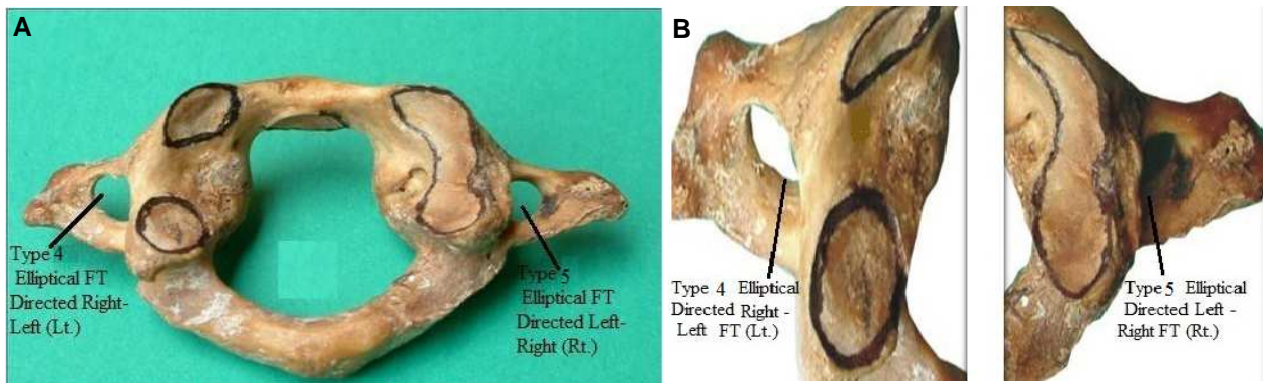 A
Type 4
Elliptical FT
Directed Right-
Left (Lt.)
Type 5
Elliptical FT
Directed Left-
Right (Rt.)
B
Type 4 Elliptical
Directed Right -
Left FT (Lt.)
Type 5 Elliptical
Directed Left -
Right FT (Rt.)